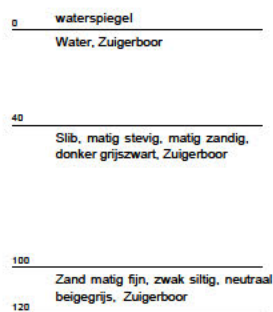 0 waterspiegel
Water, Zuigerboor
40
Slib, matig stevig, matig zandig,
donker grijszwart, Zuigerboor
100
Zand matig fijn, zwak siltig, neutraal
beigegrijs, Zuigerboor
120